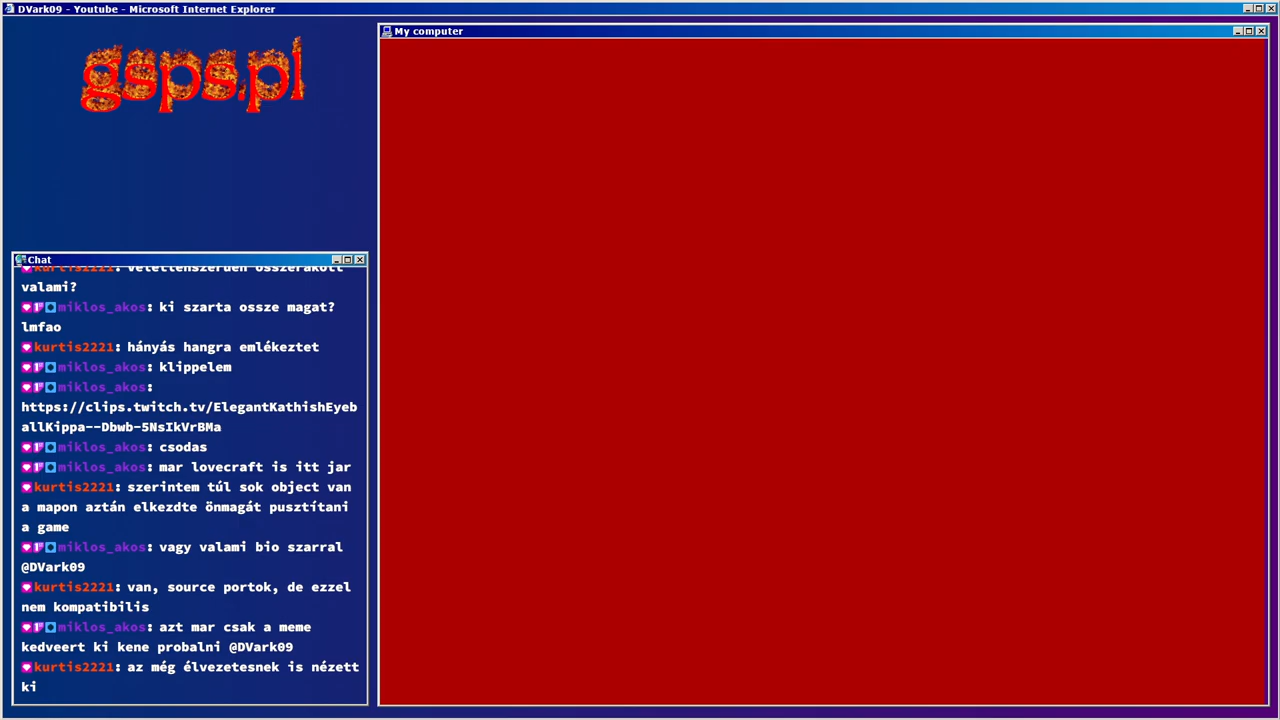 DVark09 - Youtube - Microsoft Internet Explorer
My computer
gsps.pl
Chat
kurtis2221: véletlenszerűen összerakott
valami?
miklos_akos: ki szarta ossze magat?
lmfao
kurtis2221: hányás hangra emlékeztet
miklos_akos: klippelem
miklos_akos:
https://clips.twitch.tv/ElegantKathishEyeb
allKippa--Dbwb-5NsIkVrBMa
miklos_akos: csodas
miklos_akos: mar lovecraft is itt jar
kurtis2221: szerintem túl sok object van
a mapon aztán elkezdte önmagát pusztítani
a game
miklos_akos: vagy valami bio szarral
@DVark09
kurtis2221: van, source portok, de ezzel
nem kompatibilis
miklos_akos: azt mar csak a meme
kedveert ki kene probalni @DVark09
kurtis2221: az még élvezetesnek is nézett
ki